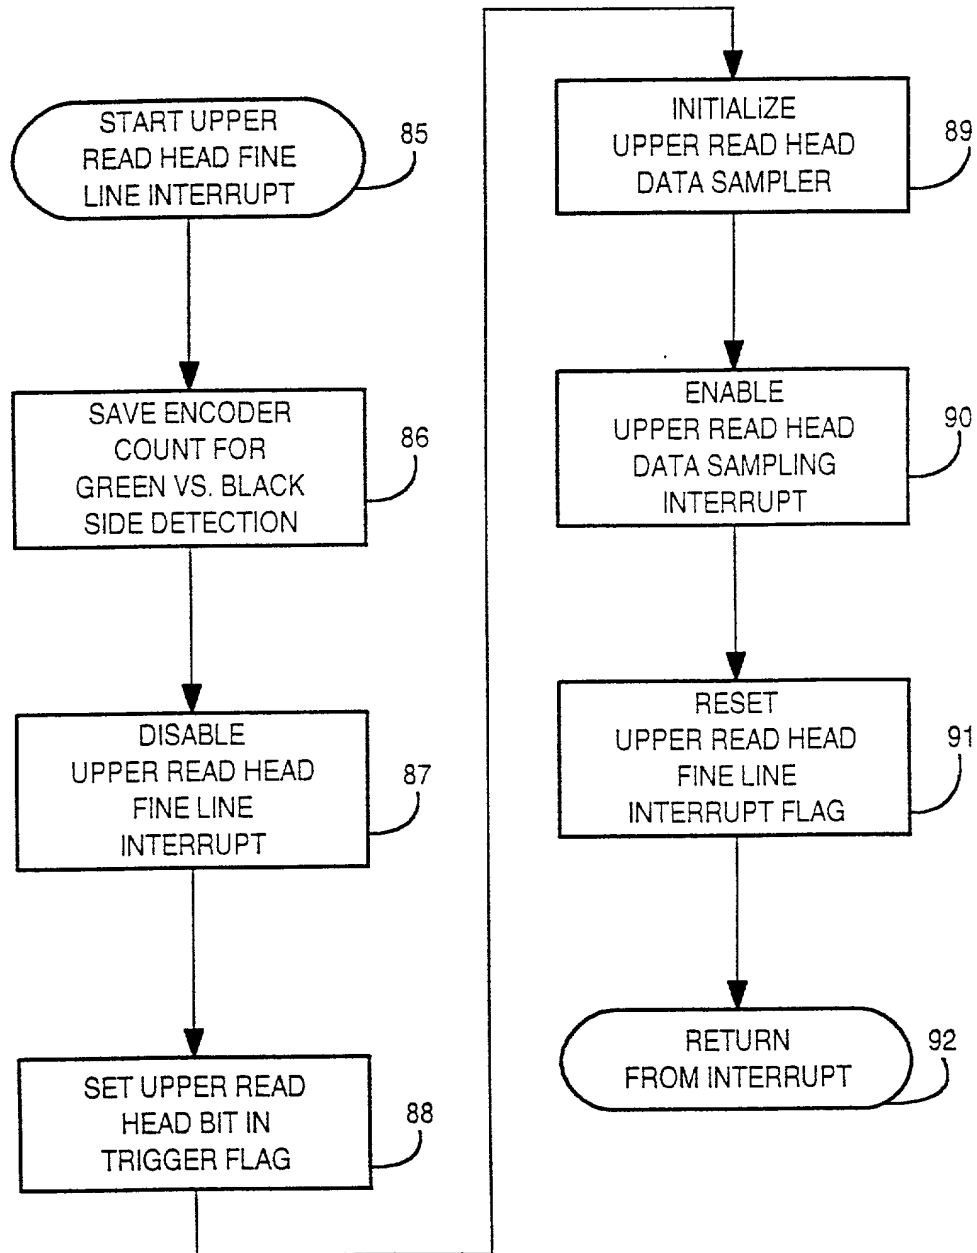 START UPPER
READ HEAD FINE
LINE INTERRUPT
85
SAVE ENCODER
COUNT FOR
GREEN VS. BLACK
SIDE DETECTION
86
DISABLE
UPPER READ HEAD
FINE LINE
INTERRUPT
87
SET UPPER READ
HEAD BIT IN
TRIGGER FLAG
88
INITIALIZE
UPPER READ HEAD
DATA SAMPLER
89
ENABLE
UPPER READ HEAD
DATA SAMPLING
INTERRUPT
90
RESET
UPPER READ HEAD
FINE LINE
INTERRUPT FLAG
91
RETURN
FROM INTERRUPT
92